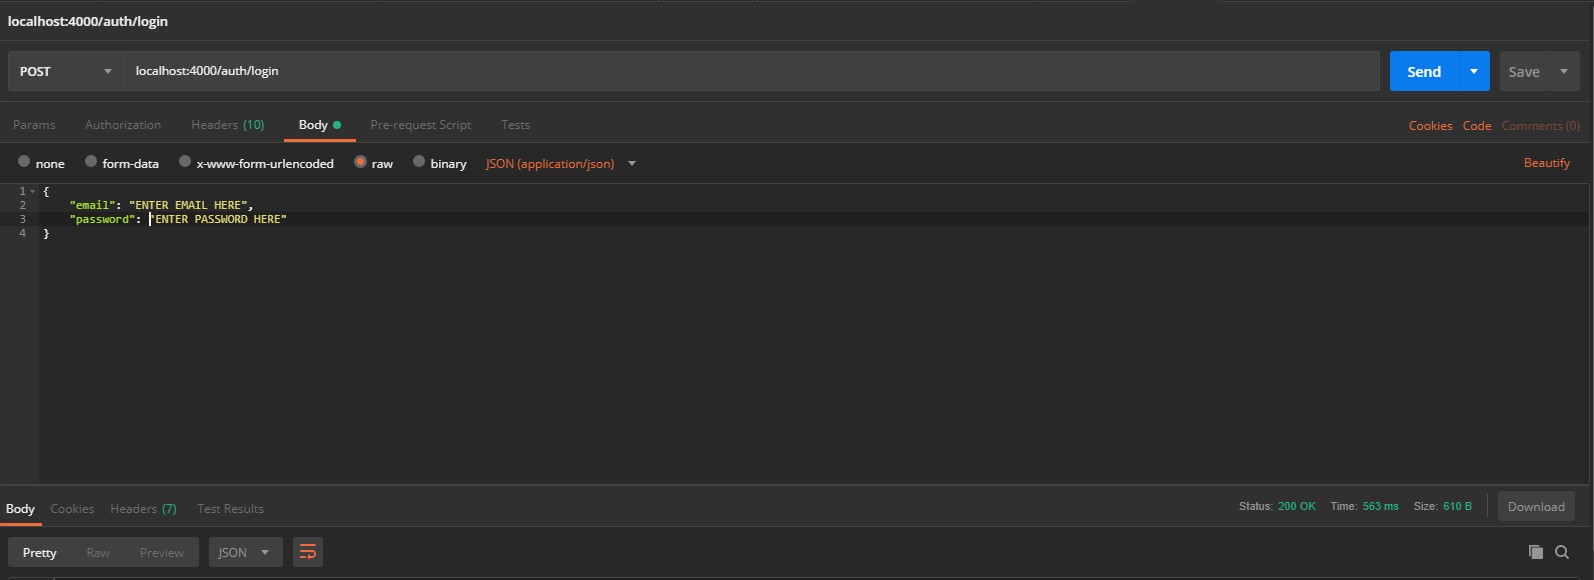 localhost:4000/auth/login
POST localhost:4000/auth/login Send Save
Params Authorization Headers (10) Body Pre-request Script Tests Cookies Code Comments (0)
none form-data x-www-form-urlencoded raw binary JSON (application/json) Beautify
1 {
2 "email": "ENTER EMAIL HERE",
3 "password": "ENTER PASSWORD HERE"
4 }
Body Cookies Headers (7) Test Results Status: 200 OK Time: 563 ms Size: 610 B Download
Pretty Raw Preview JSON